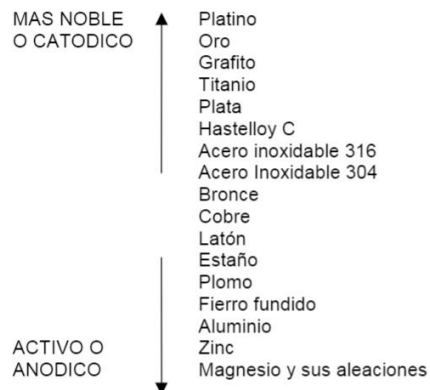 MAS NOBLE Platino
O CATODICO Oro
Grafito
Titanio
Plata
Hastelloy C
Acero inoxidable 316
Acero Inoxidable 304
Bronce
Cobre
Latón
Estaño
Plomo
Fierro fundido
Aluminio
ACTIVO O Zinc
ANODICO Magnesio y sus aleaciones